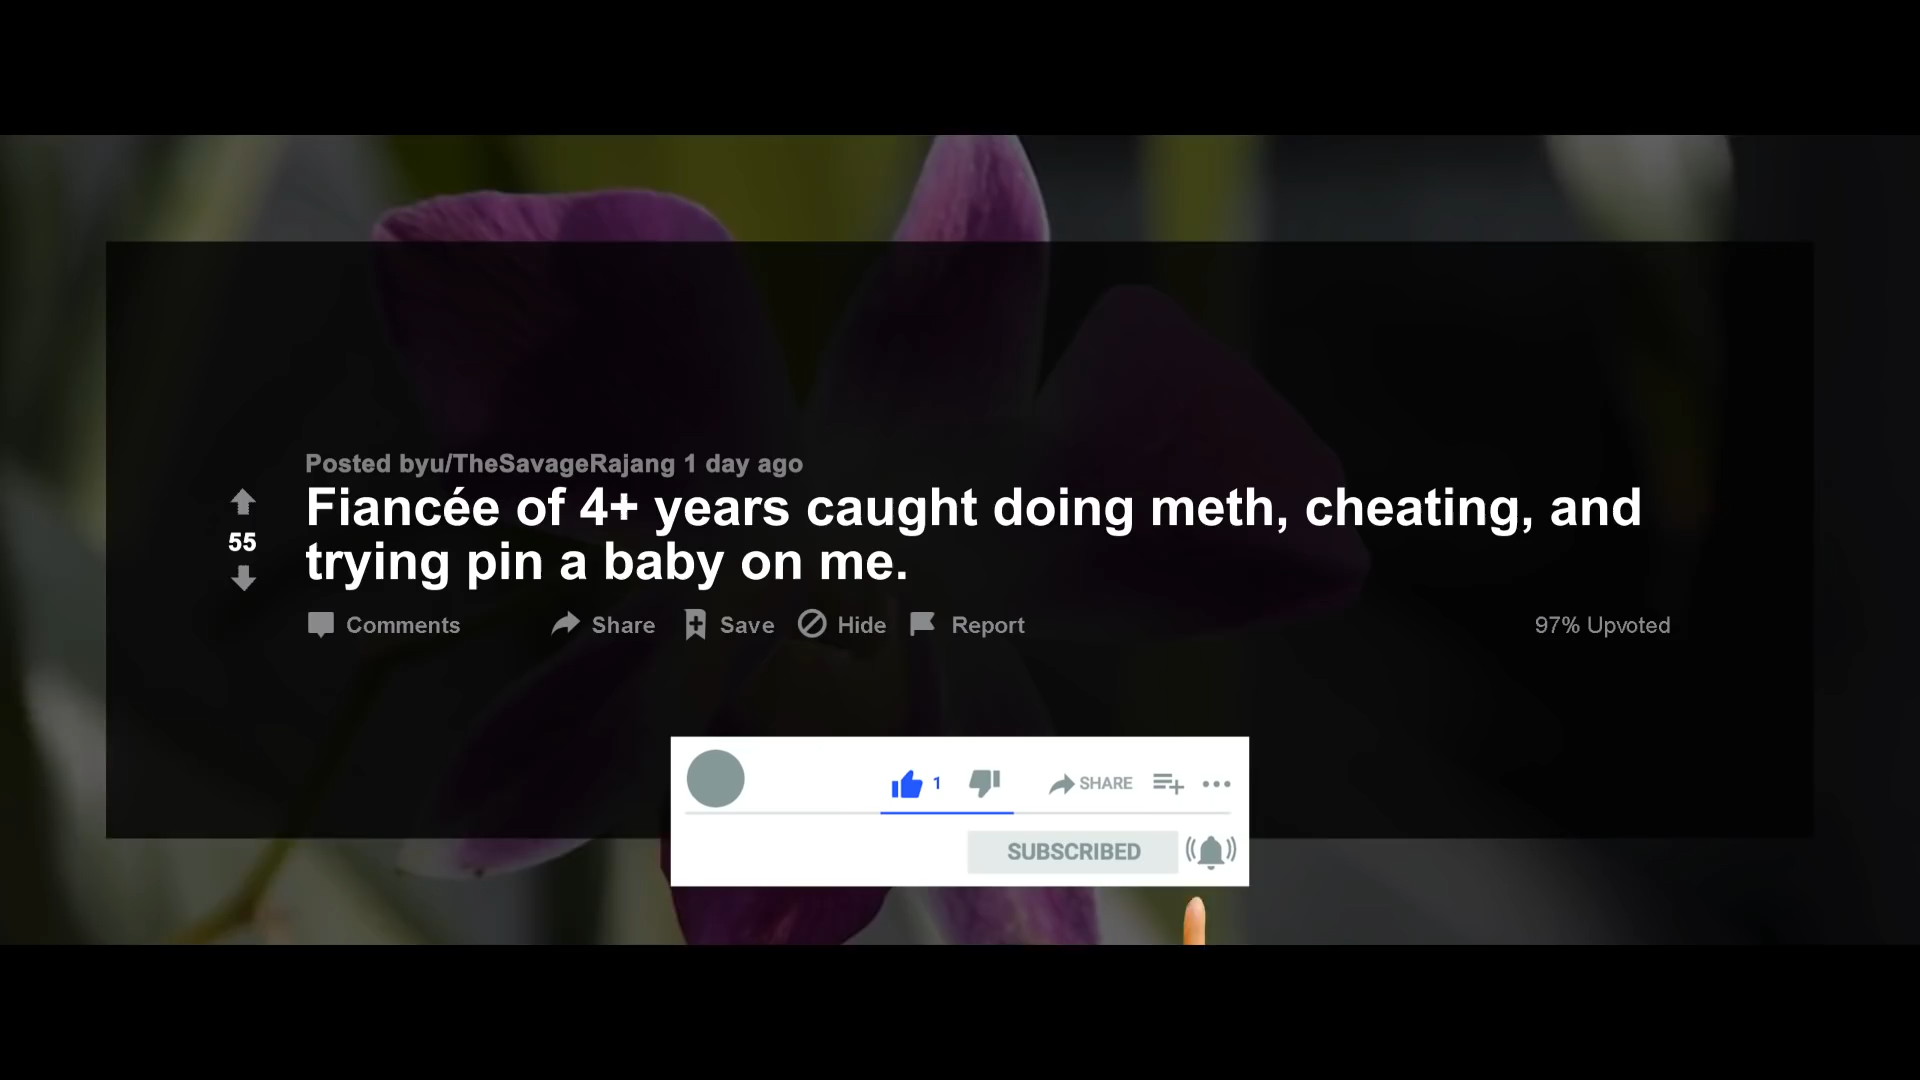 Posted byu/TheSavageRajang 1 day ago
Fiancée of 4+ years caught doing meth, cheating, and
trying pin a baby on me.
55
Comments Share Save Hide Report 97% Upvoted
1 SHARE
SUBSCRIBED